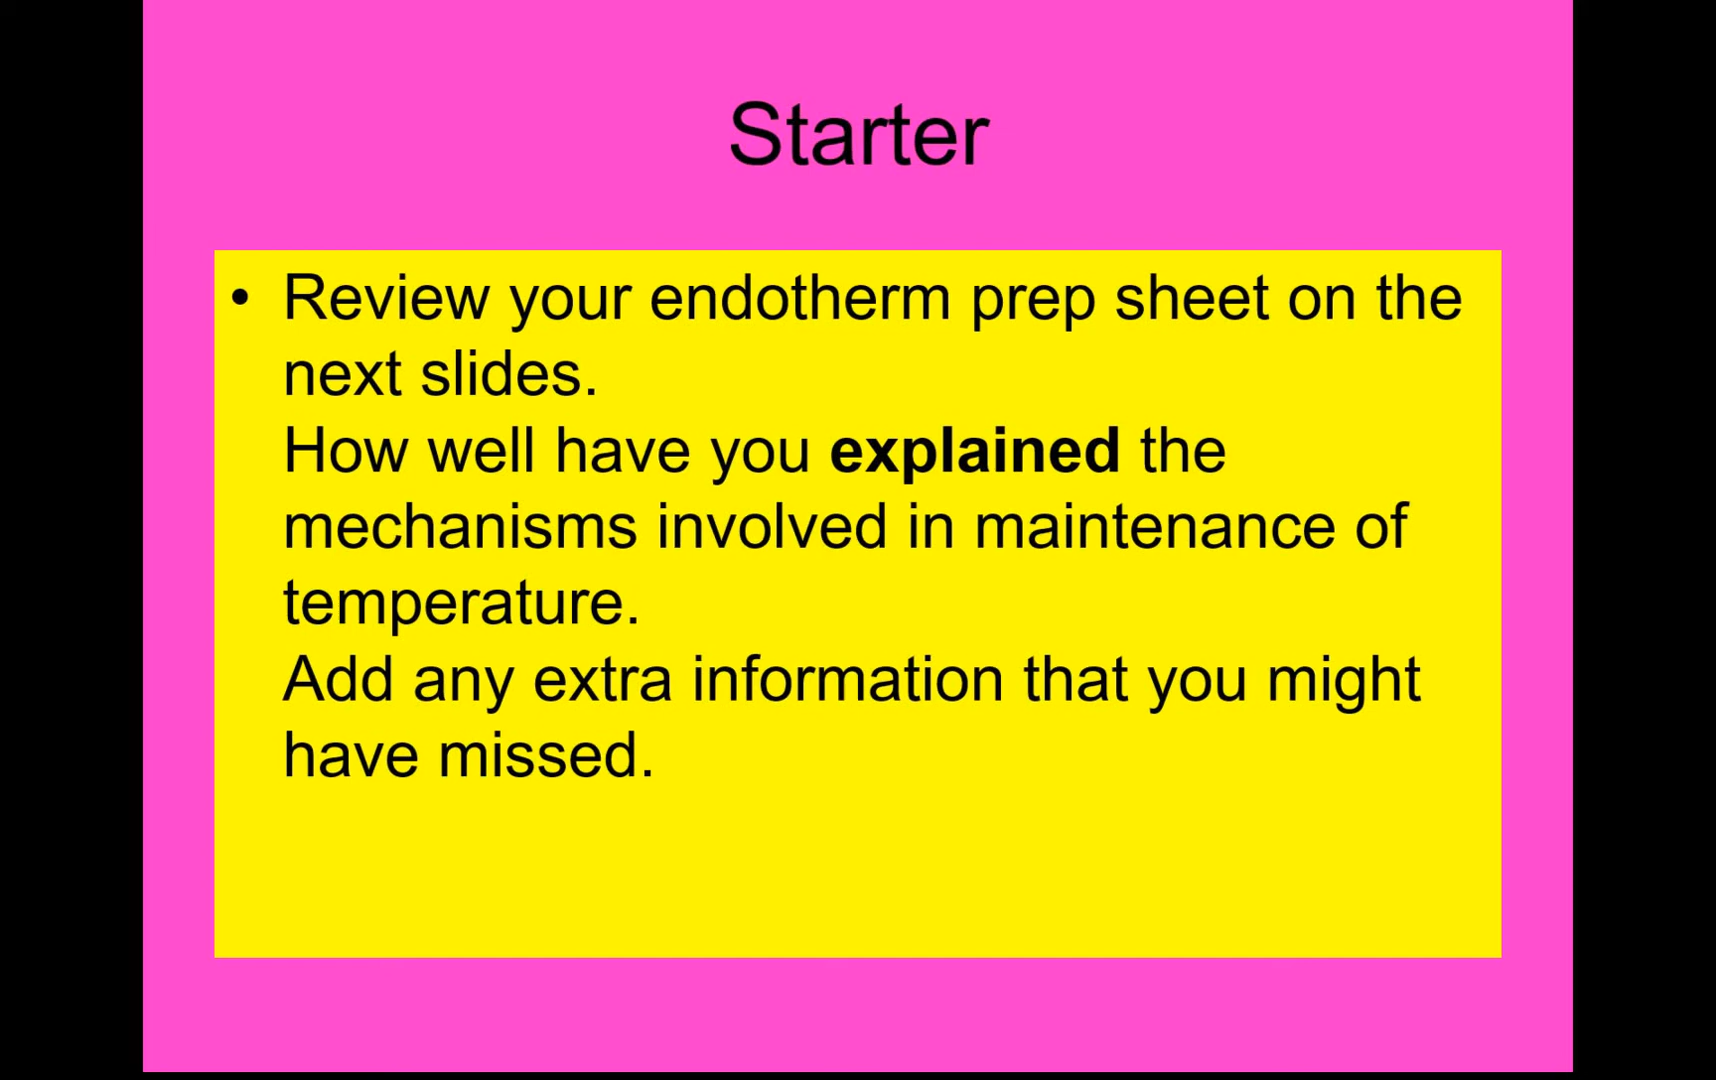 Starter
• Review your endotherm prep sheet on the
next slides.
How well have you explained the
mechanisms involved in maintenance of
temperature.
Add any extra information that you might
have missed.